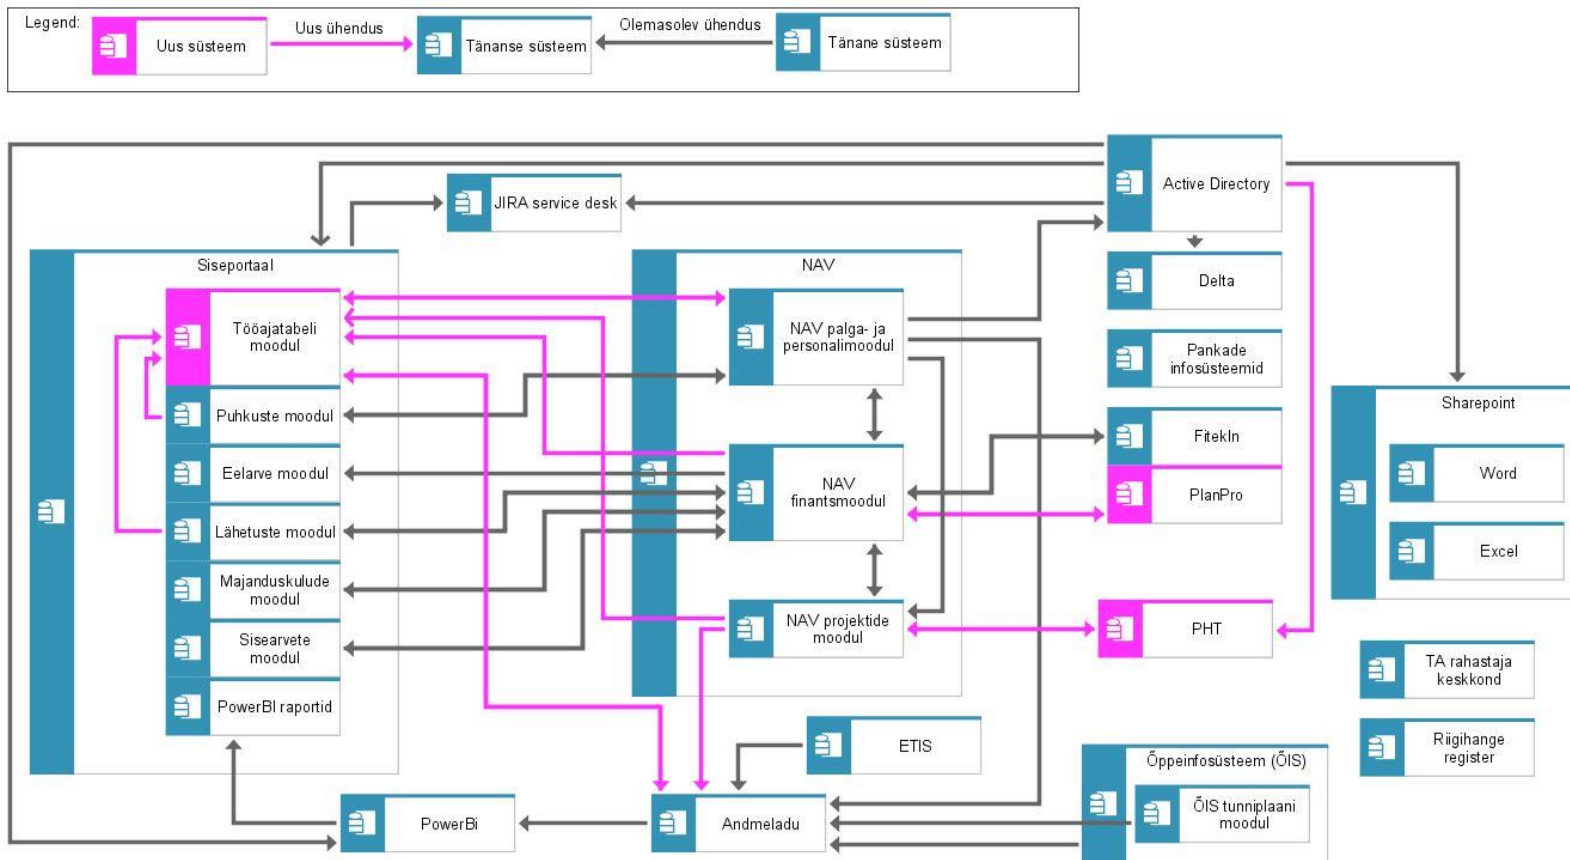 Legend:
Uus süsteem
Uus ühendus
Tänanse süsteem
Olemasolev ühendus
Tänane süsteem
Active Directory
JIRA service desk
Siseportaal
NAV
Delta
Tööajatabeli
moodul
NAV palga- ja
personalimoodul
Pankade
infosüsteemid
Puhkuste moodul
Sharepoint
FitekIn
Eelarve moodul
NAV
finantsmoodul
Word
PlanPro
Lähetuste moodul
Excel
Majanduskulude
moodul
NAV projektide
moodul
PHT
Sisearvete
moodul
TA rahastaja
keskkond
PowerBI raportid
ETIS
Riigihange
register
Õppeinfosüsteem (ÕIS)
PowerBi
Andmeladu
ÕIS tunniplaani
moodul